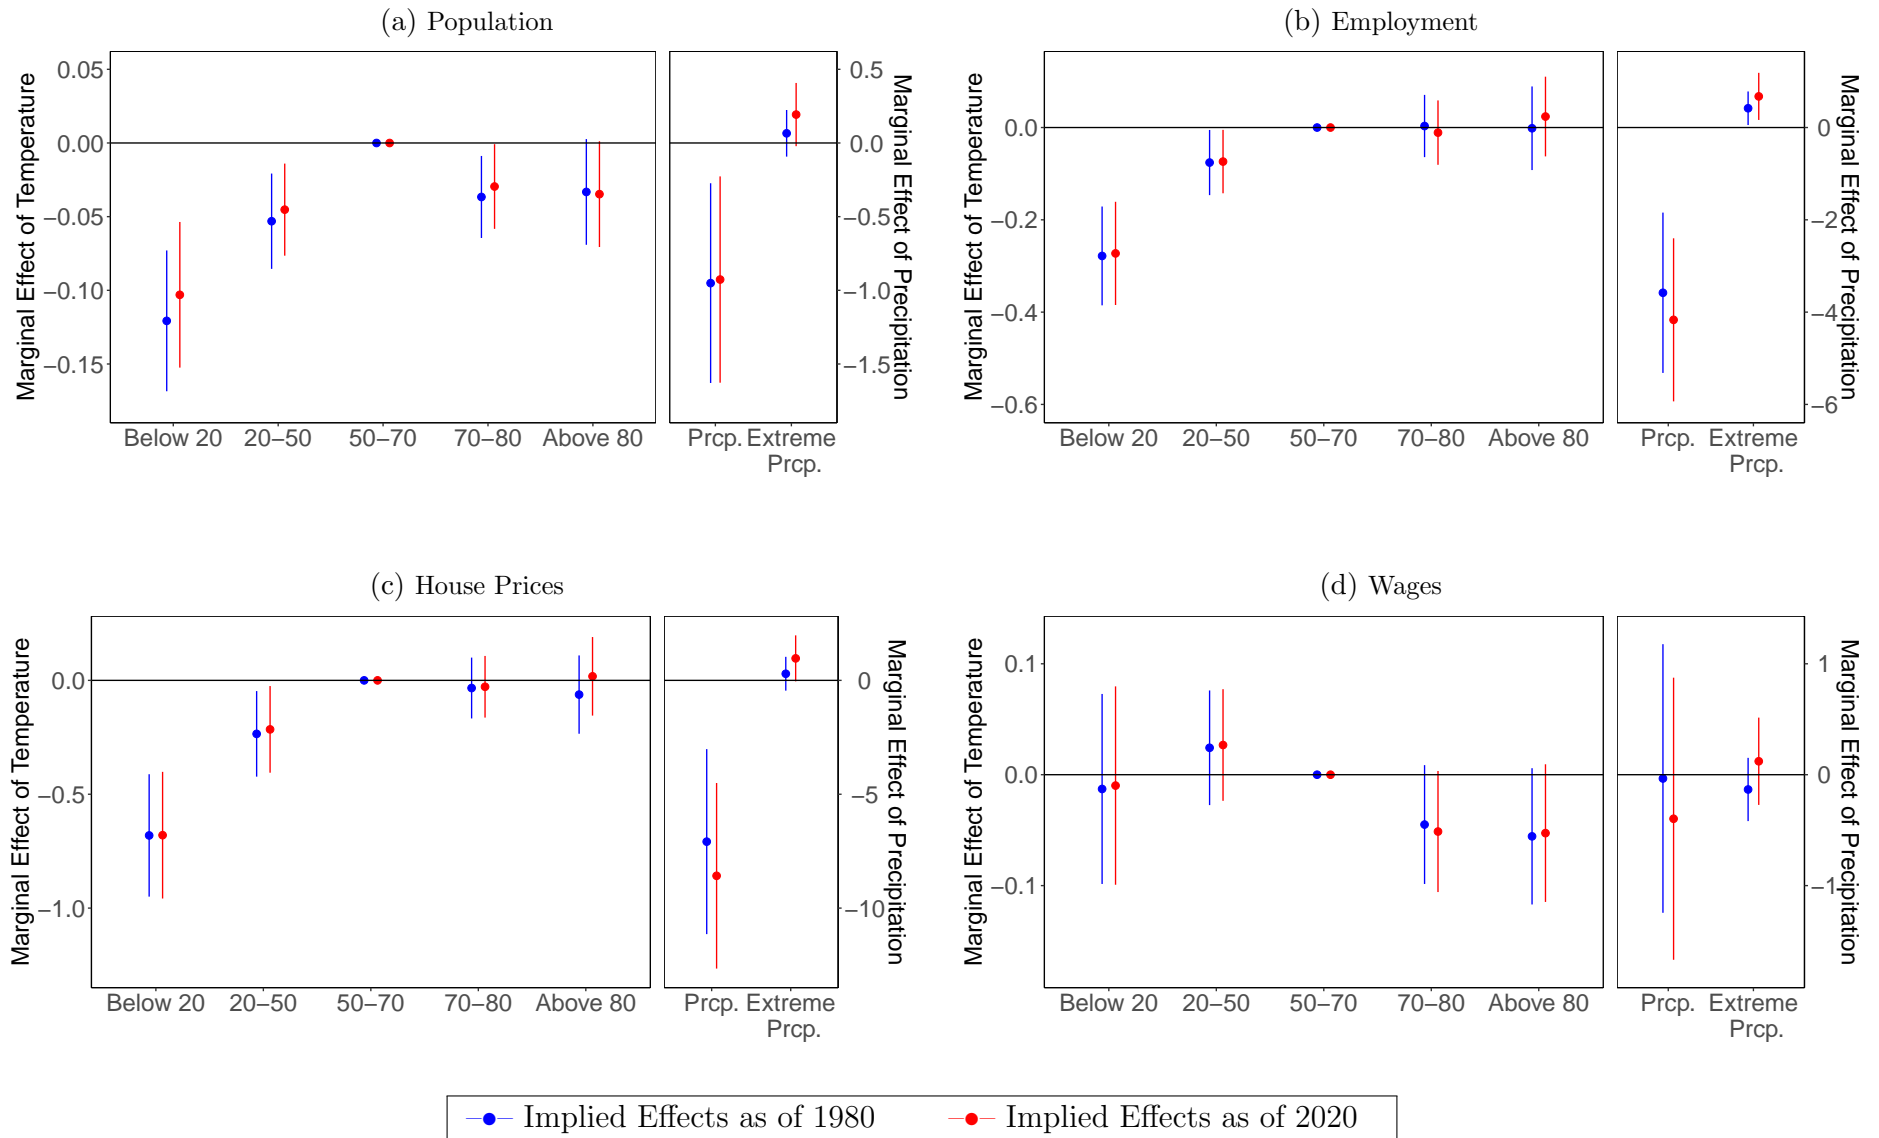 (a) Population
Marginal Effect of Temperature
0.05
0.00
−0.05
−0.10
−0.15
Below 20 20−50 50−70 70−80 Above 80
0.5
0.0
−0.5
−1.0
−1.5
Marginal Effect of Precipitation
Prcp. Extreme
Prcp.
(b) Employment
Marginal Effect of Temperature
0.0
−0.2
−0.4
−0.6
Below 20 20−50 50−70 70−80 Above 80
0
−2
−4
−6
Marginal Effect of Precipitation
Prcp. Extreme
Prcp.
(c) House Prices
Marginal Effect of Temperature
0.0
−0.5
−1.0
Below 20 20−50 50−70 70−80 Above 80
0
−5
−10
Marginal Effect of Precipitation
Prcp. Extreme
Prcp.
(d) Wages
Marginal Effect of Temperature
0.1
0.0
−0.1
Below 20 20−50 50−70 70−80 Above 80
1
0
−1
Marginal Effect of Precipitation
Prcp. Extreme
Prcp.
Implied Effects as of 1980 Implied Effects as of 2020